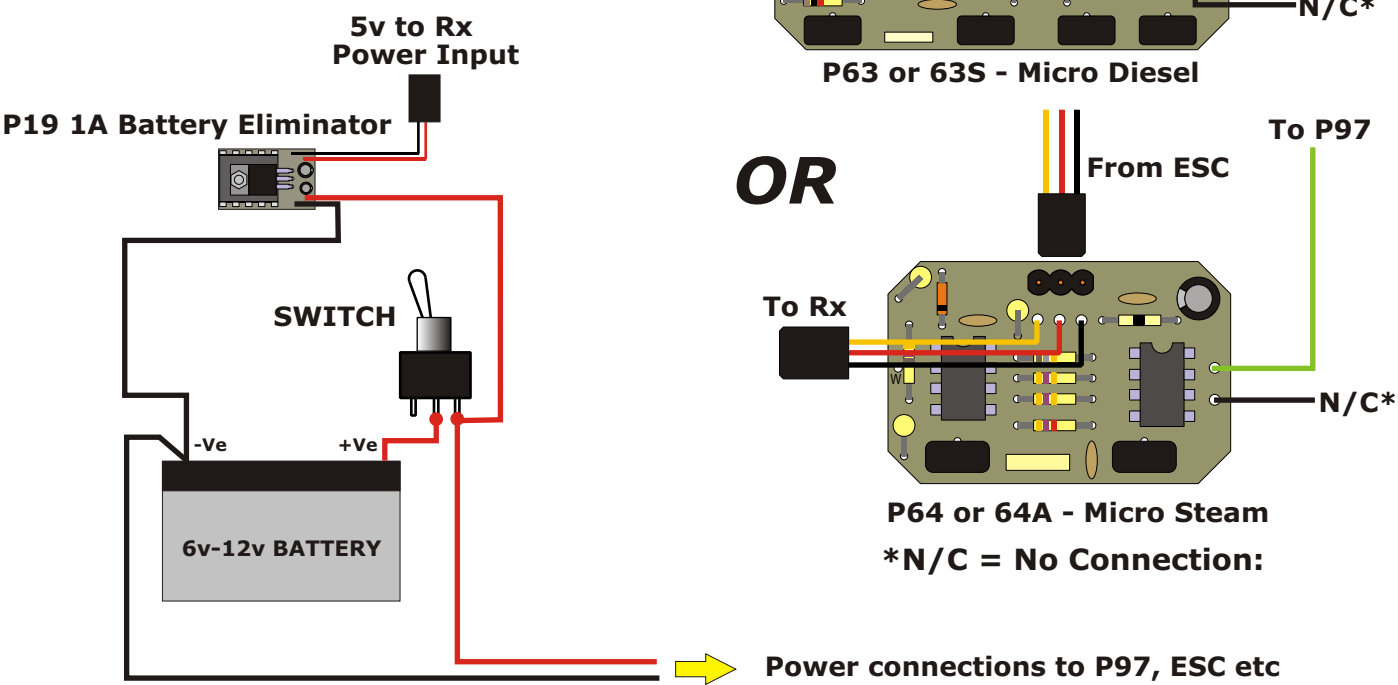 N/C*
5v to Rx
Power Input
P63 or 63S - Micro Diesel
P19 1A Battery Eliminator
To P97
OR
From ESC
To Rx
SWITCH
W
N/C*
-Ve
+Ve
P64 or 64A - Micro Steam
6v-12v BATTERY
*N/C = No Connection:
Power connections to P97, ESC etc